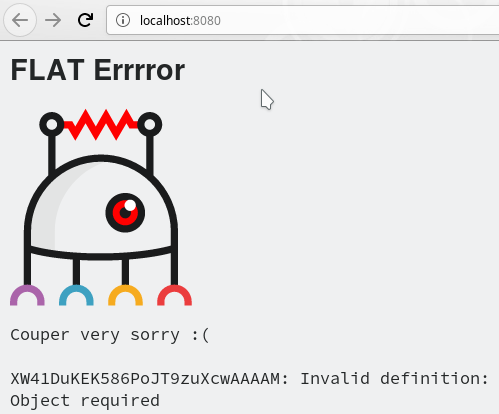 localhost:8080
FLAT Errrror
Couper very sorry :(
XW41DuKEK586PoJT9zuXcwAAAAM: Invalid definition:
Object required